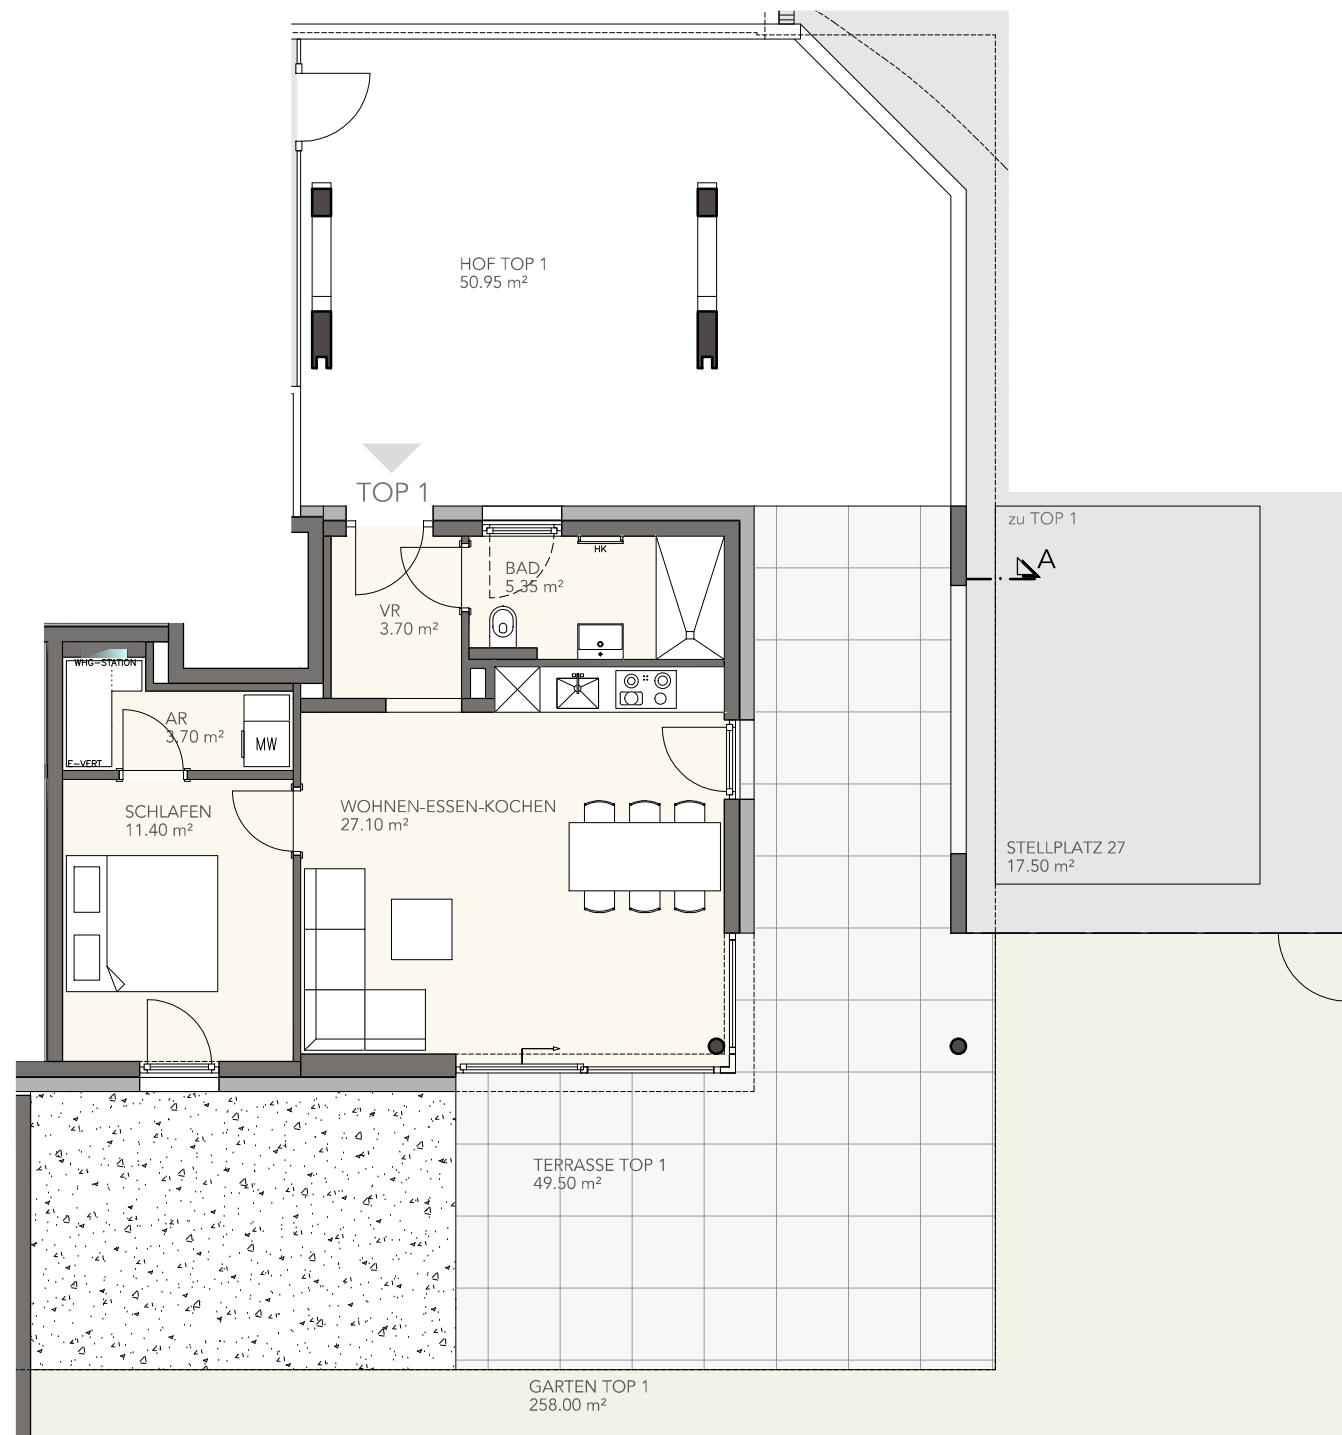 HOF TOP 1
50.95 m²
TOP 1
zu TOP 1
A
HK
BAD
5.35 m²
VR
3.70 m²
WHG-STATION
AR
3.70 m²
MW
E-VERT
SCHLAFEN
11.40 m²
WOHNEN-ESSEN-KOCHEN
27.10 m²
STELLPLATZ 27
17.50 m²
TERRASSE TOP 1
49.50 m²
GARTEN TOP 1
258.00 m²